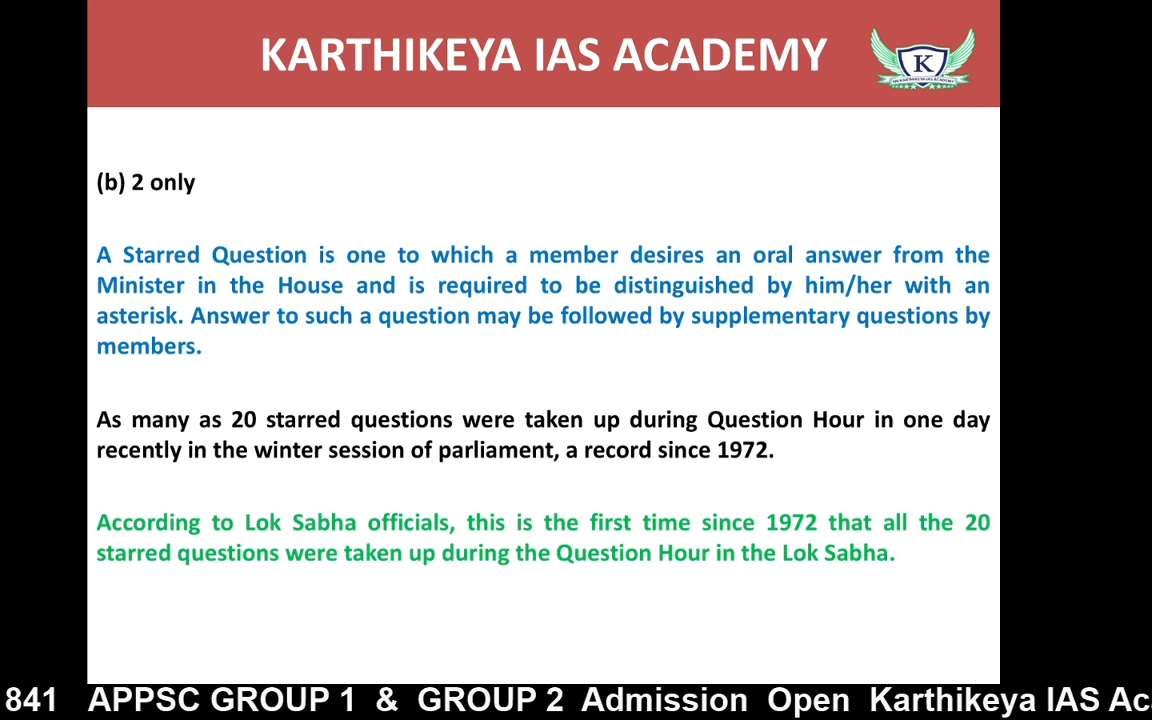 KARTHIKEYA IAS ACADEMY
K
(b) 2 only
A Starred Question is one to which a member desires an oral answer from the
Minister in the House and is required to be distinguished by him/her with an
asterisk. Answer to such a question may be followed by supplementary questions by
members.
As many as 20 starred questions were taken up during Question Hour in one day
recently in the winter session of parliament, a record since 1972.
According to Lok Sabha officials, this is the first time since 1972 that all the 20
starred questions were taken up during the Question Hour in the Lok Sabha.
841 APPSC GROUP 1 & GROUP 2 Admission Open Karthikeya IAS Aca